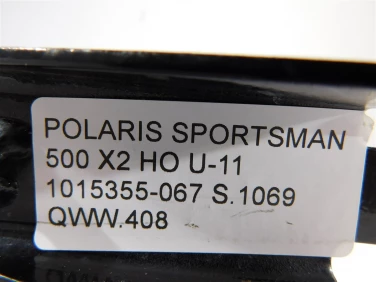 POLARIS SPORTSMAN
500 X2 HO U-11
1015355-067 S.1069
QWW.408